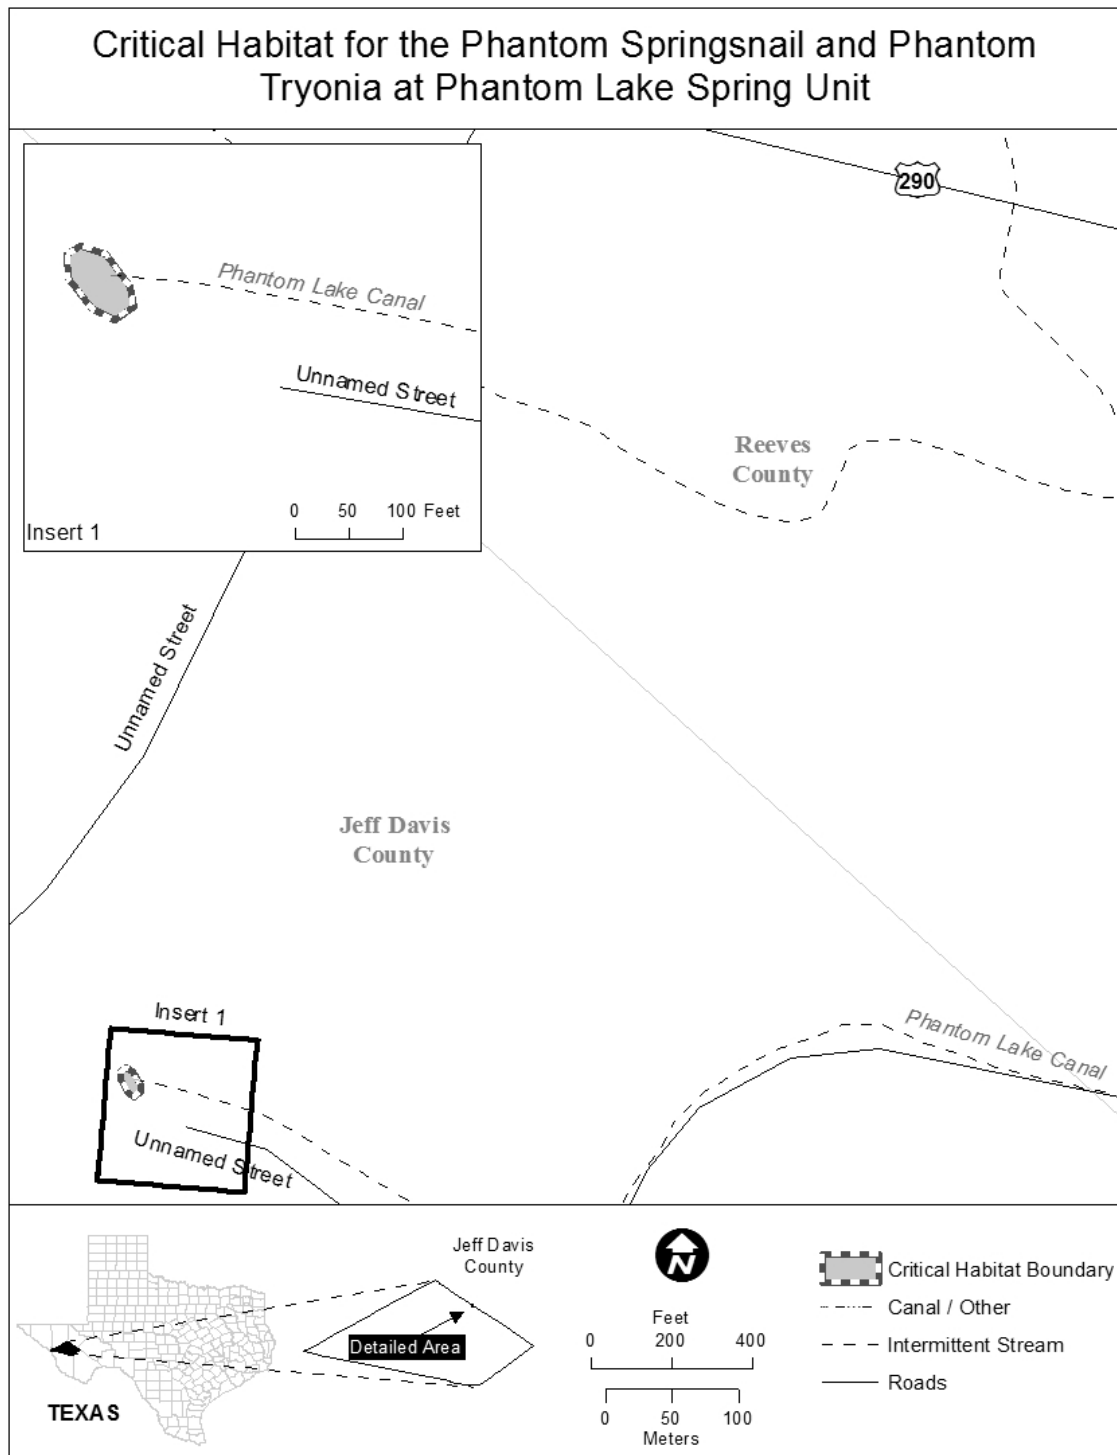 Critical Habitat for the Phantom Springsnail and Phantom
Tryonia at Phantom Lake Spring Unit
290
Phantom Lake Canal
Unnamed Street
0 50 100 Feet
Insert 1
Reeves
County
Unnamed Street
Jeff Davis
County
Insert 1
Unnamed Street
Phantom Lake Canal
TEXAS
Jeff Davis
County
Detailed Area
N
Feet
0 200 400
0 50 100
Meters
Critical Habitat Boundary
Canal / Other
Intermittent Stream
Roads